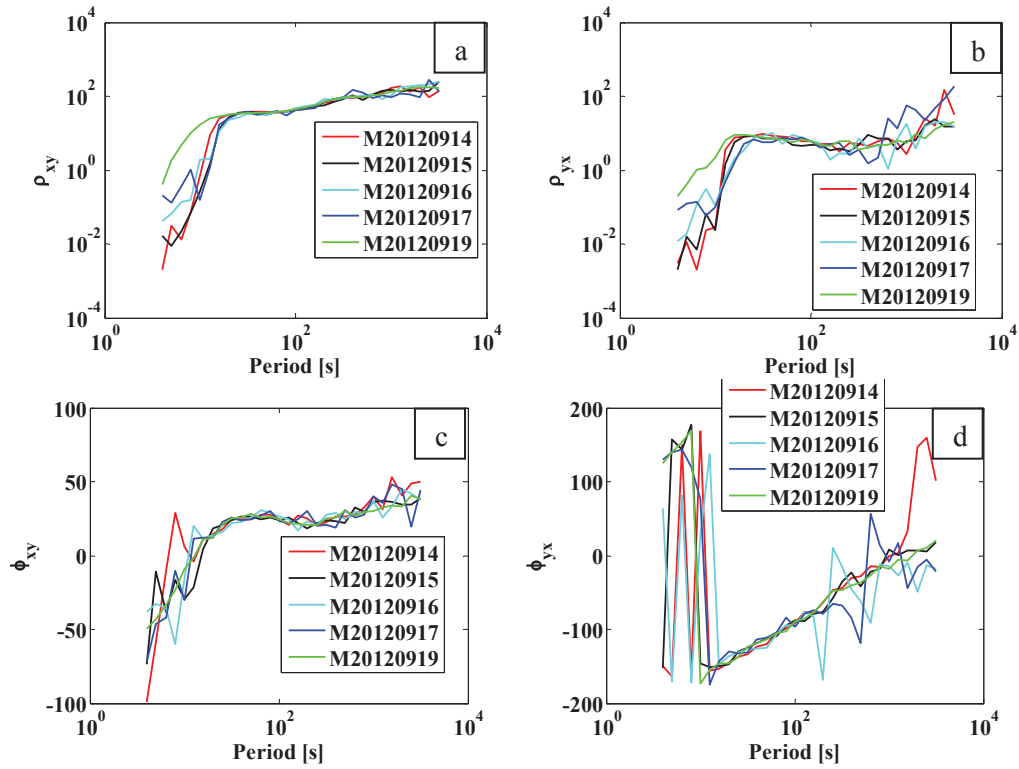 a
10^4
10^2
10^0
10^-2
10^-4
ρxy
M20120914
M20120915
M20120916
M20120917
M20120919
10^0 10^2 10^4
Period [s]
b
10^4
10^2
10^0
10^-2
10^-4
ρyx
M20120914
M20120915
M20120916
M20120917
M20120919
10^0 10^2 10^4
Period [s]
c
100
50
0
-50
-100
ϕxy
M20120914
M20120915
M20120916
M20120917
M20120919
10^0 10^2 10^4
Period [s]
d
200
100
0
-100
-200
ϕyx
M20120914
M20120915
M20120916
M20120917
M20120919
10^0 10^2 10^4
Period [s]